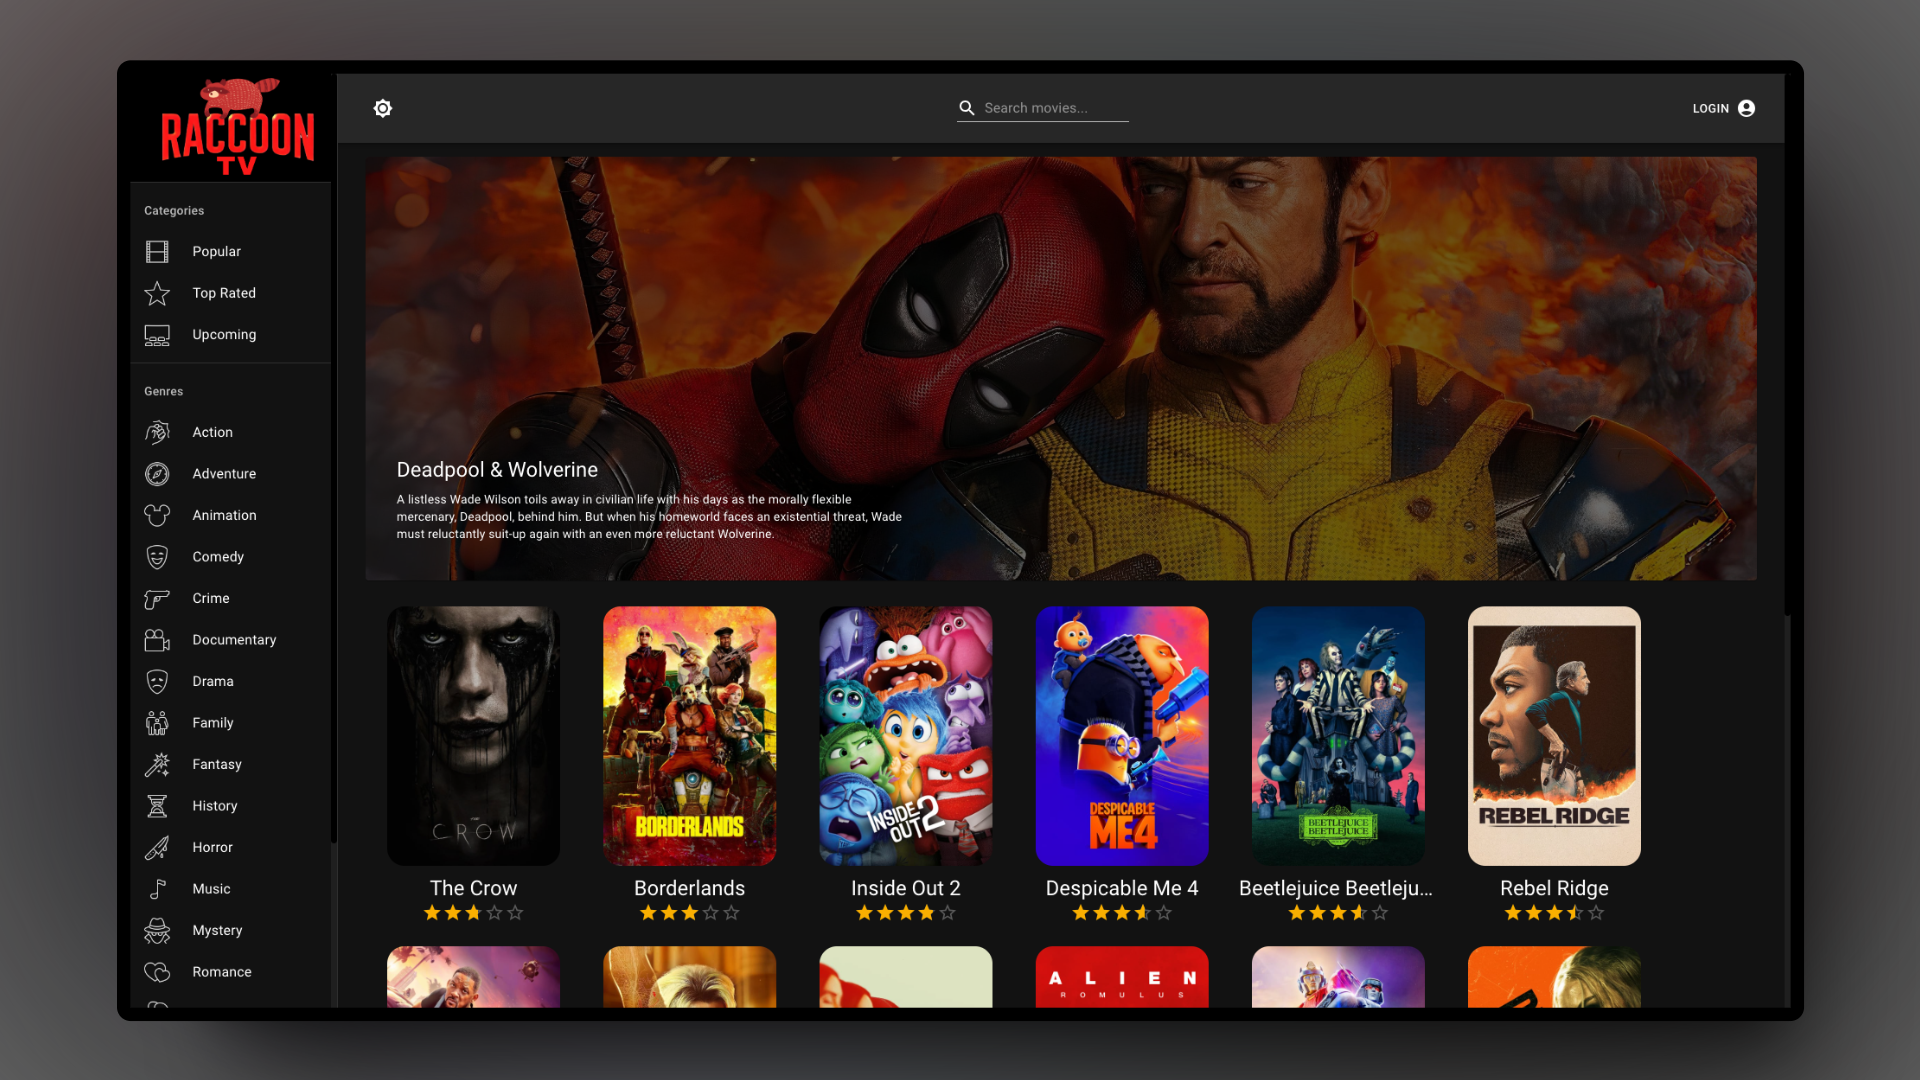 RACCOON
TV
Search movies...
LOGIN
Categories
Popular
Top Rated
Upcoming
Genres
Action
Adventure
Animation
Comedy
Crime
Documentary
Drama
Family
Fantasy
History
Horror
Music
Mystery
Romance
Deadpool & Wolverine
A listless Wade Wilson toils away in civilian life with his days as the morally flexible
mercenary, Deadpool, behind him. But when his homeworld faces an existential threat, Wade
must reluctantly suit-up again with an even more reluctant Wolverine.
CROW
BORDERLANDS
INSIDE
OUT 2
DESPICABLE
ME4
BEETLEJUICE
BEETLEJUICE
REBEL RIDGE
The Crow
Borderlands
Inside Out 2
Despicable Me 4
Beetlejuice Beetleju...
Rebel Ridge
ALIEN
ROMULUS